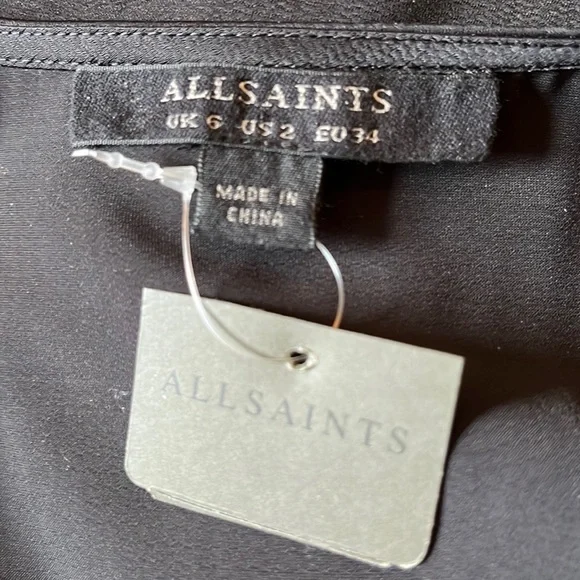 ALLSAINTS
UK 6 US 2 EU 34
MADE IN
CHINA
ALLSAINTS